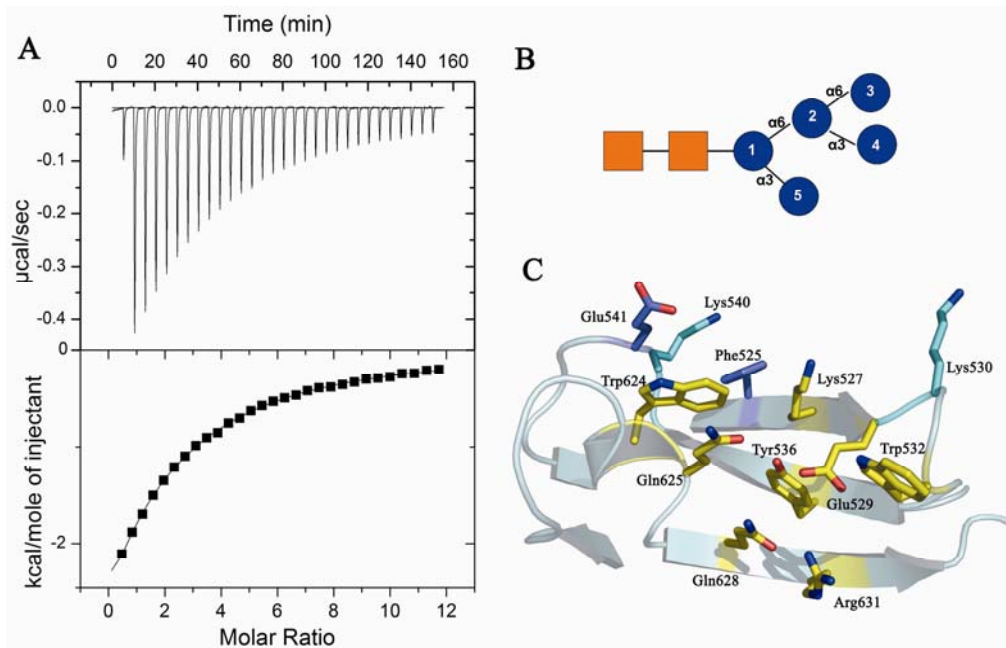 A
Time (min)
0 20 40 60 80 100 120 140 160
0.0
-0.1
-0.2
-0.3
-0.4
µcal/sec
0
-1
-2
kcal/mole of injectant
0 2 4 6 8 10 12
Molar Ratio
B
1
α6
2
α6
3
α3
4
α3
5
C
Glu541
Lys540
Phe525
Lys530
Trp624
Lys527
Tyr536
Trp532
Gln625
Glu529
Gln628
Arg631